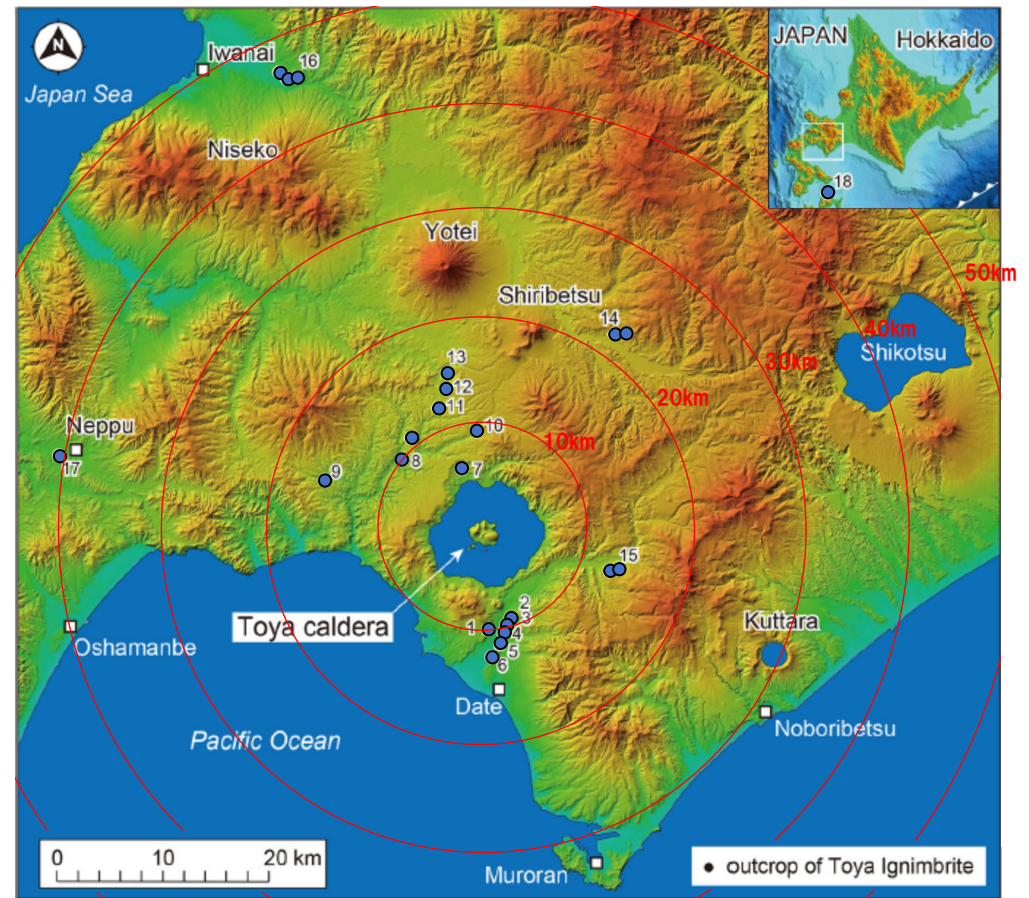 N
JAPAN
Hokkaido
18
Iwanai
16
Japan Sea
Niseko
Yotei
50km
Shiribetsu
14
40km
Shikotsu
30km
13
12
20km
11
Neppu
10
10km
17
8
7
9
15
Toya caldera
2
1
3
4
5
6
Kuttara
Oshamanbe
Date
Noboribetsu
Pacific Ocean
0 10 20 km
Muroran
outcrop of Toya Ignimbrite